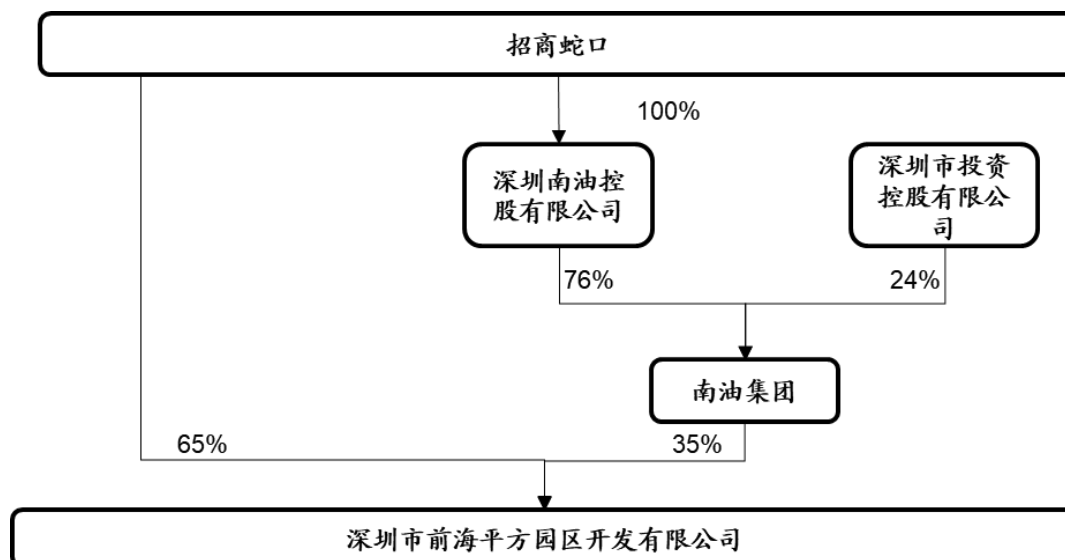 招商蛇口
100%
深圳南油控
股有限公司
深圳市投资
控股有限公
司
76%
24%
南油集团
65%
35%
深圳市前海平方园区开发有限公司